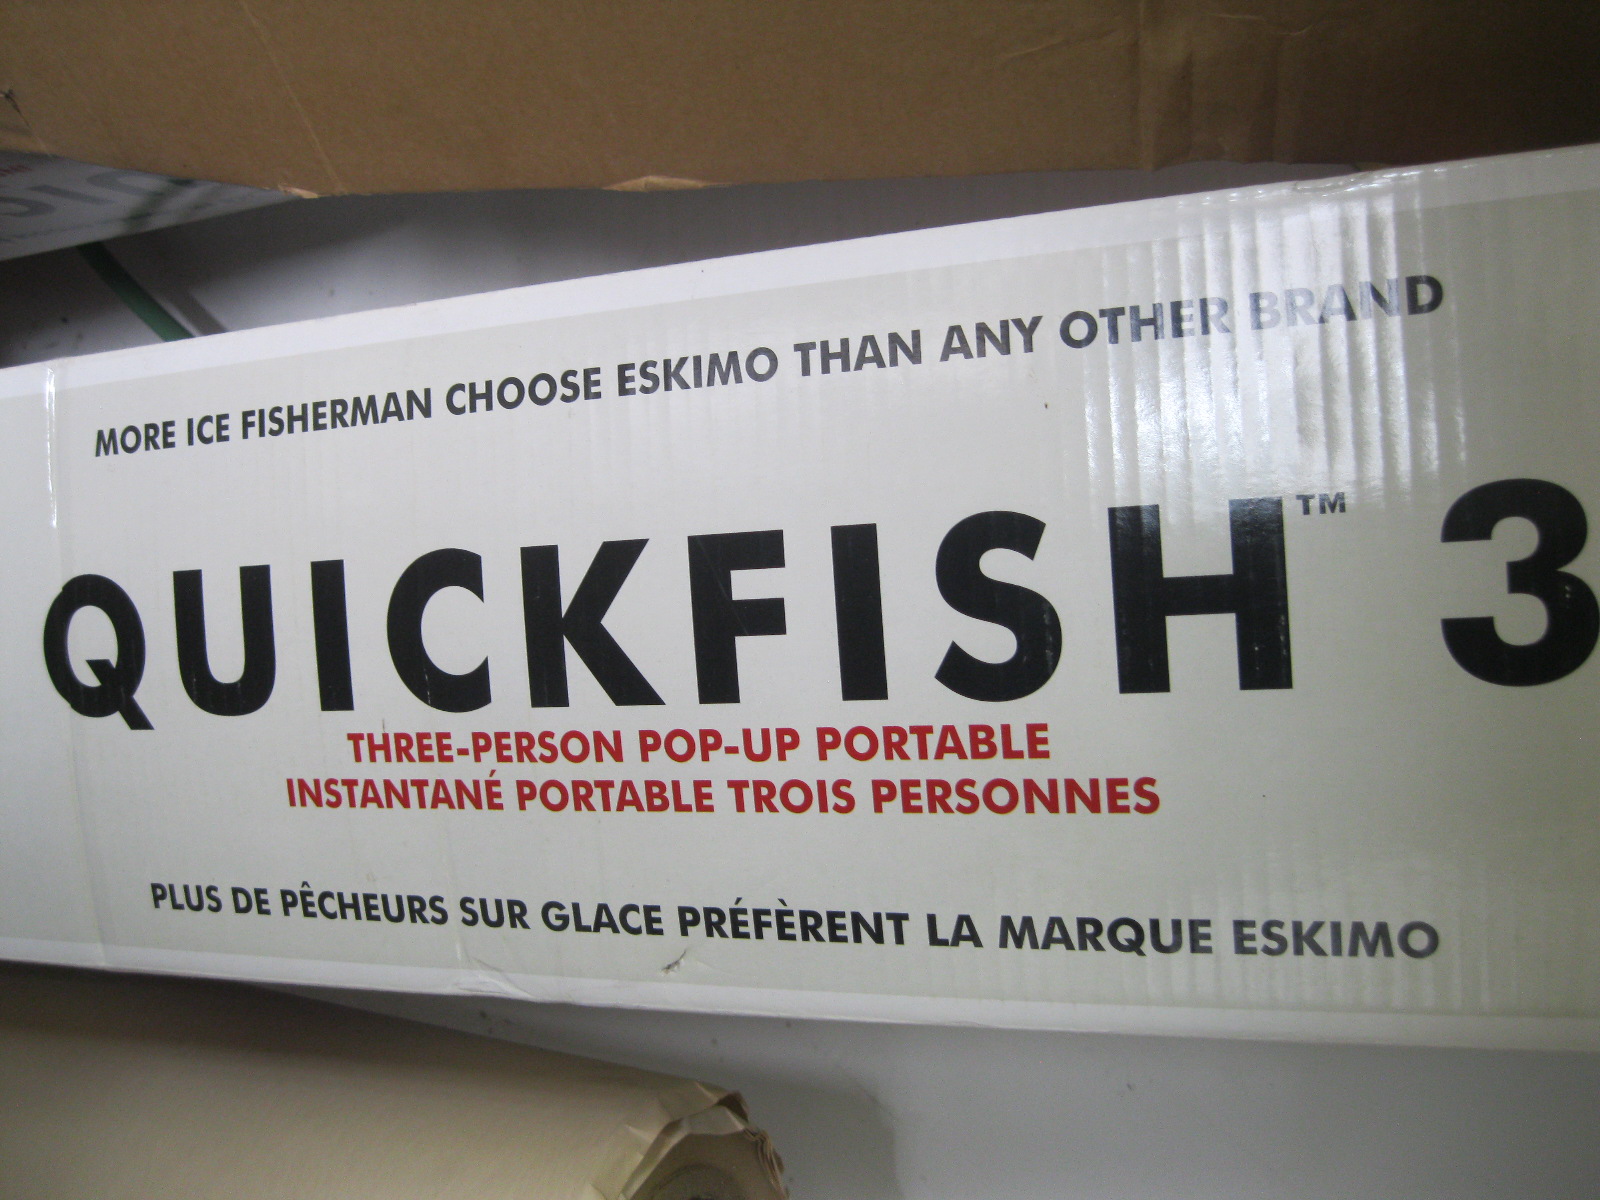 MORE ICE FISHERMAN CHOOSE ESKIMO THAN ANY OTHER BRAND
QUICKFISH™ 3
THREE-PERSON POP-UP PORTABLE
INSTANTANÉ PORTABLE TROIS PERSONNES
PLUS DE PÊCHEURS SUR GLACE PRÉFÈRENT LA MARQUE ESKIMO